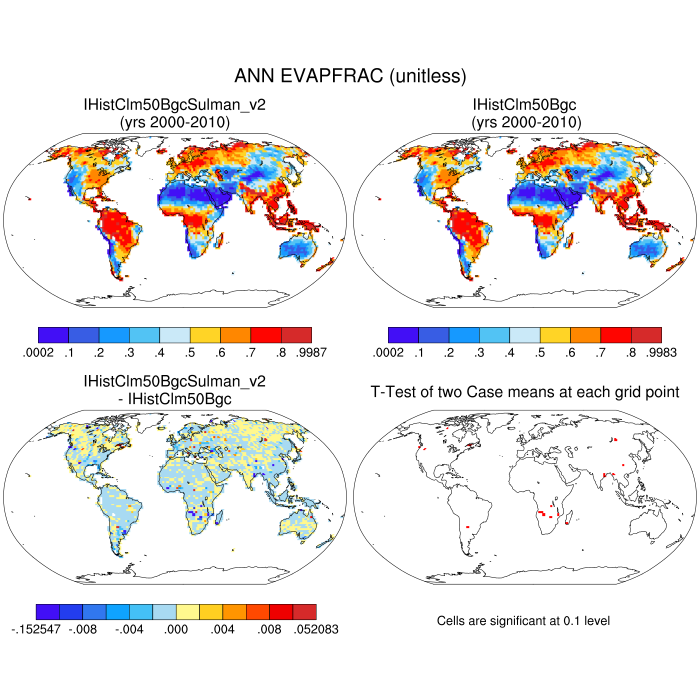 ANN EVAPFRAC (unitless)
IHistClm50BgcSulman_v2
(yrs 2000-2010)
IHistClm50Bgc
(yrs 2000-2010)
.0002 .1 .2 .3 .4 .5 .6 .7 .8 .9987
.0002 .1 .2 .3 .4 .5 .6 .7 .8 .9983
IHistClm50BgcSulman_v2
- IHistClm50Bgc
T-Test of two Case means at each grid point
-.152547 -.008 -.004 .000 .004 .008 .052083
Cells are significant at 0.1 level